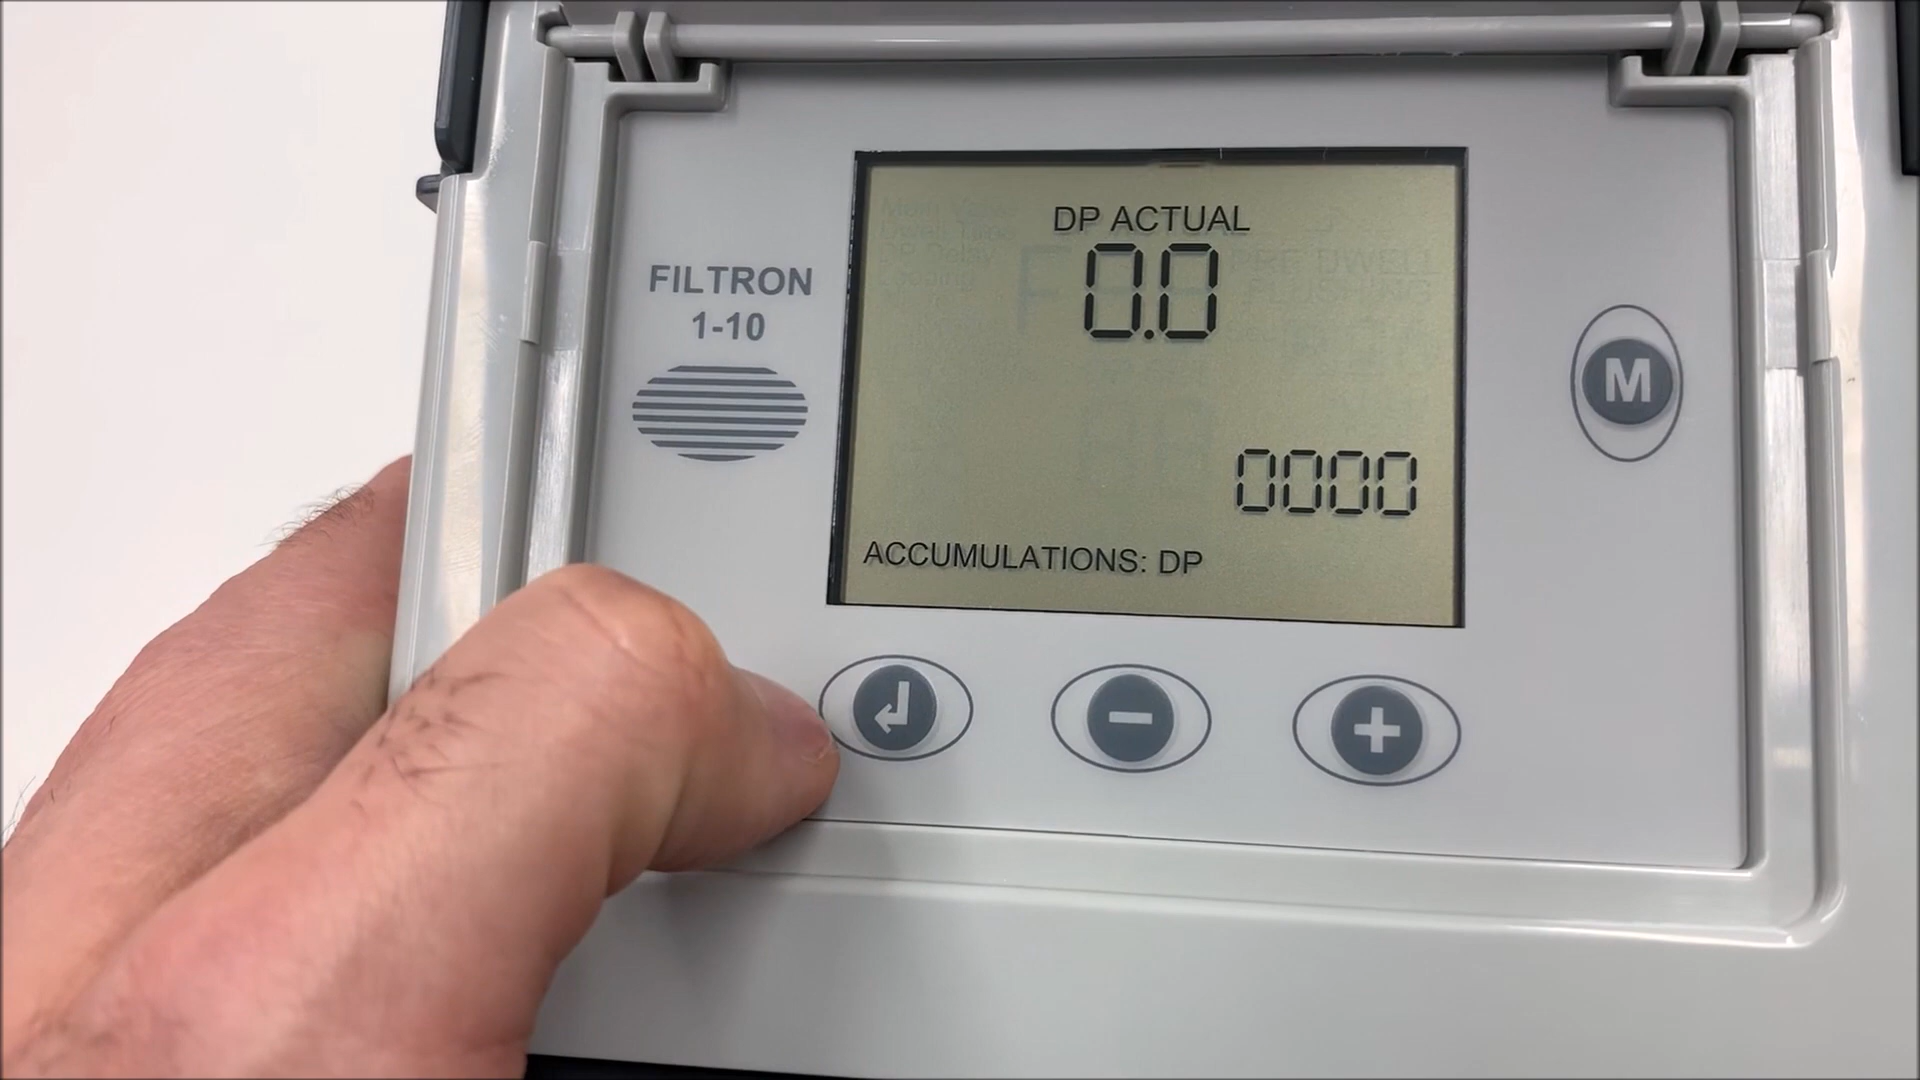 FILTRON
1-10
DP ACTUAL
0.0
0000
ACCUMULATIONS: DP
M